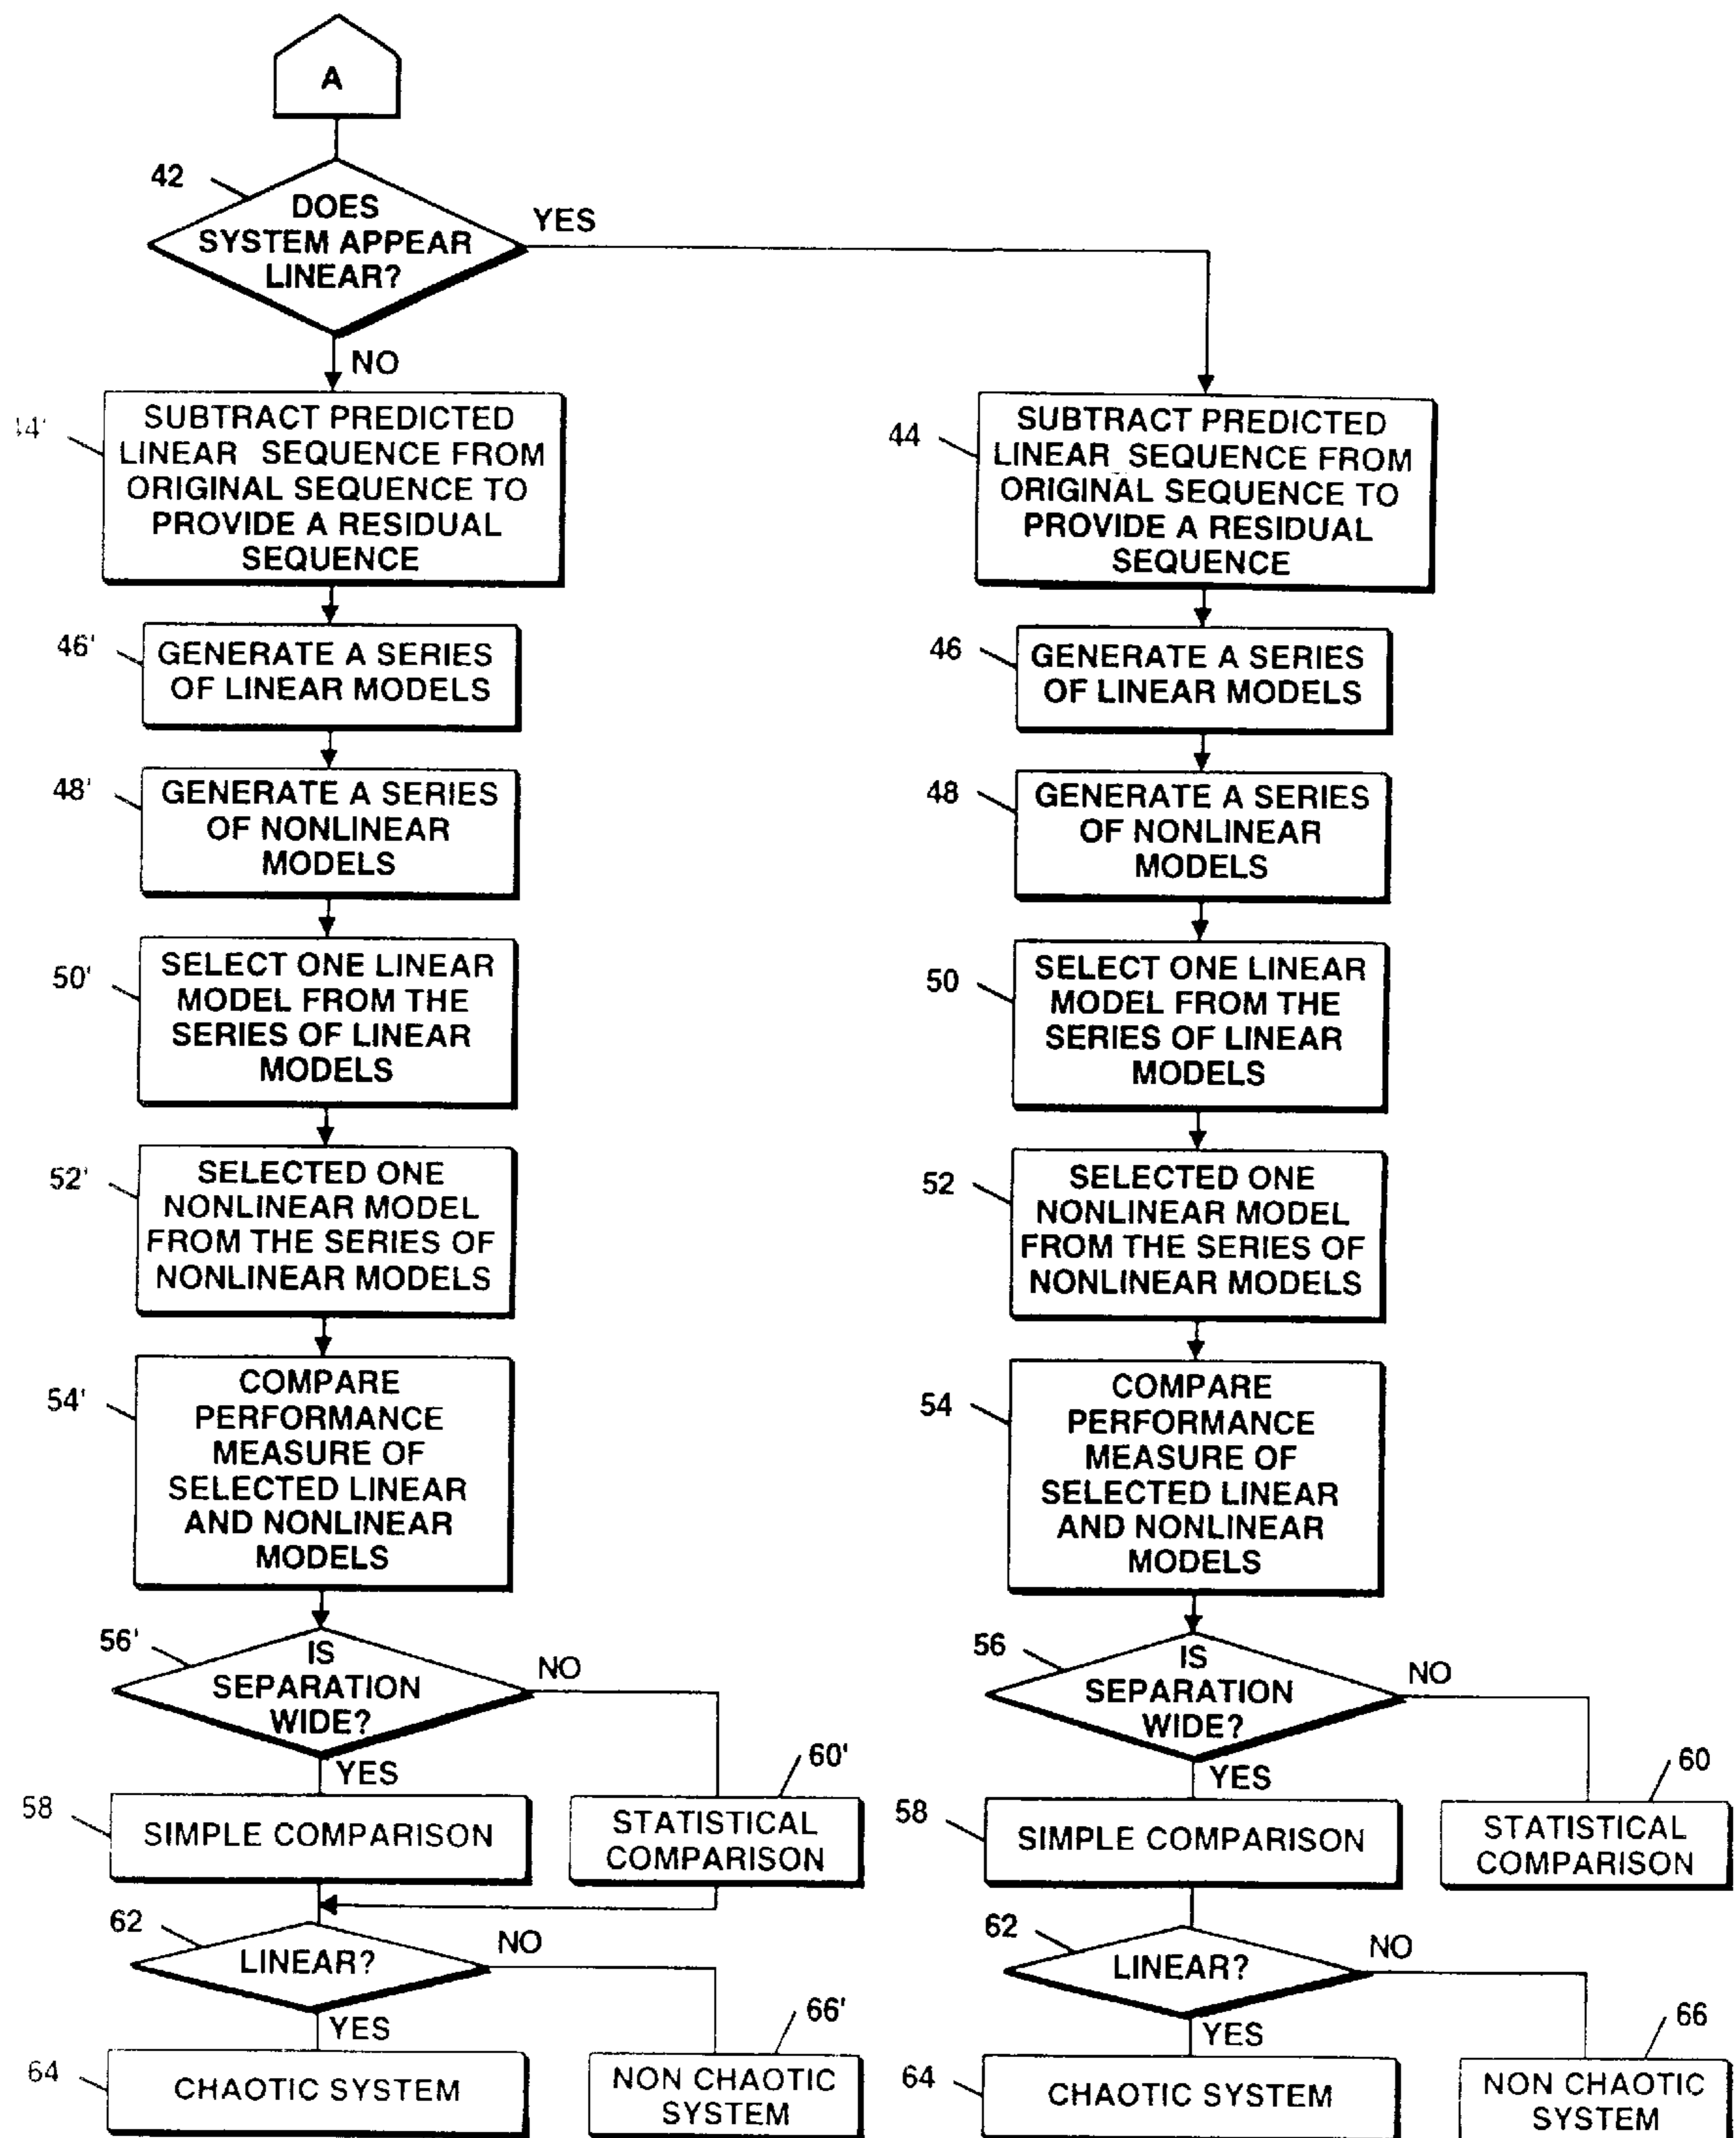 A
42
DOES
SYSTEM APPEAR
LINEAR?
YES
NO
SUBTRACT PREDICTED
LINEAR SEQUENCE FROM
ORIGINAL SEQUENCE TO
PROVIDE A RESIDUAL
SEQUENCE
46'
GENERATE A SERIES
OF LINEAR MODELS
48'
GENERATE A SERIES
OF NONLINEAR
MODELS
50'
SELECT ONE LINEAR
MODEL FROM THE
SERIES OF LINEAR
MODELS
52'
SELECTED ONE
NONLINEAR MODEL
FROM THE SERIES OF
NONLINEAR MODELS
54'
COMPARE
PERFORMANCE
MEASURE OF
SELECTED LINEAR
AND NONLINEAR
MODELS
56'
IS
SEPARATION
WIDE?
NO
YES
60'
58
SIMPLE COMPARISON
STATISTICAL
COMPARISON
62
LINEAR?
NO
YES
66'
64
CHAOTIC SYSTEM
NON CHAOTIC
SYSTEM
44
SUBTRACT PREDICTED
LINEAR SEQUENCE FROM
ORIGINAL SEQUENCE TO
PROVIDE A RESIDUAL
SEQUENCE
46
GENERATE A SERIES
OF LINEAR MODELS
48
GENERATE A SERIES
OF NONLINEAR
MODELS
50
SELECT ONE LINEAR
MODEL FROM THE
SERIES OF LINEAR
MODELS
52
SELECTED ONE
NONLINEAR MODEL
FROM THE SERIES OF
NONLINEAR MODELS
54
COMPARE
PERFORMANCE
MEASURE OF
SELECTED LINEAR
AND NONLINEAR
MODELS
56
IS
SEPARATION
WIDE?
NO
YES
60
58
SIMPLE COMPARISON
STATISTICAL
COMPARISON
62
LINEAR?
NO
YES
66
64
CHAOTIC SYSTEM
NON CHAOTIC
SYSTEM